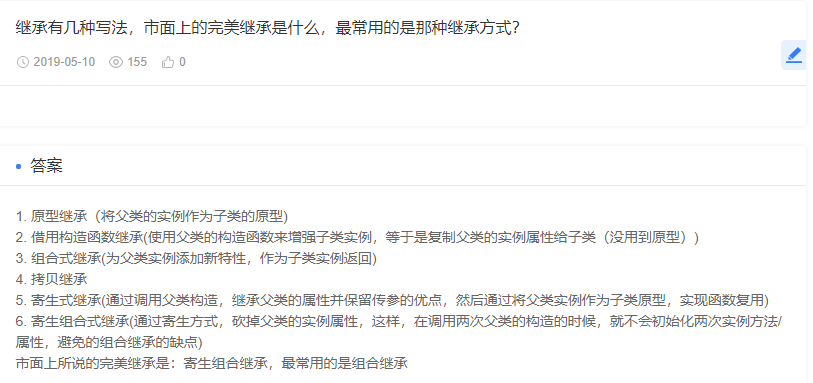 继承有几种写法，市面上的完美继承是什么，最常用的是那种继承方式？
2019-05-10 155 0
答案
1. 原型继承（将父类的实例作为子类的原型)
2. 借用构造函数继承(使用父类的构造函数来增强子类实例，等于是复制父类的实例属性给子类（没用到原型）)
3. 组合式继承(为父类实例添加新特性，作为子类实例返回)
4. 拷贝继承
5. 寄生式继承(通过调用父类构造，继承父类的属性并保留传参的优点，然后通过将父类实例作为子类原型，实现函数复用)
6. 寄生组合式继承(通过寄生方式，砍掉父类的实例属性，这样，在调用两次父类的构造的时候，就不会初始化两次实例方法/
属性，避免的组合继承的缺点)
市面上所说的完美继承是：寄生组合继承，最常用的是组合继承